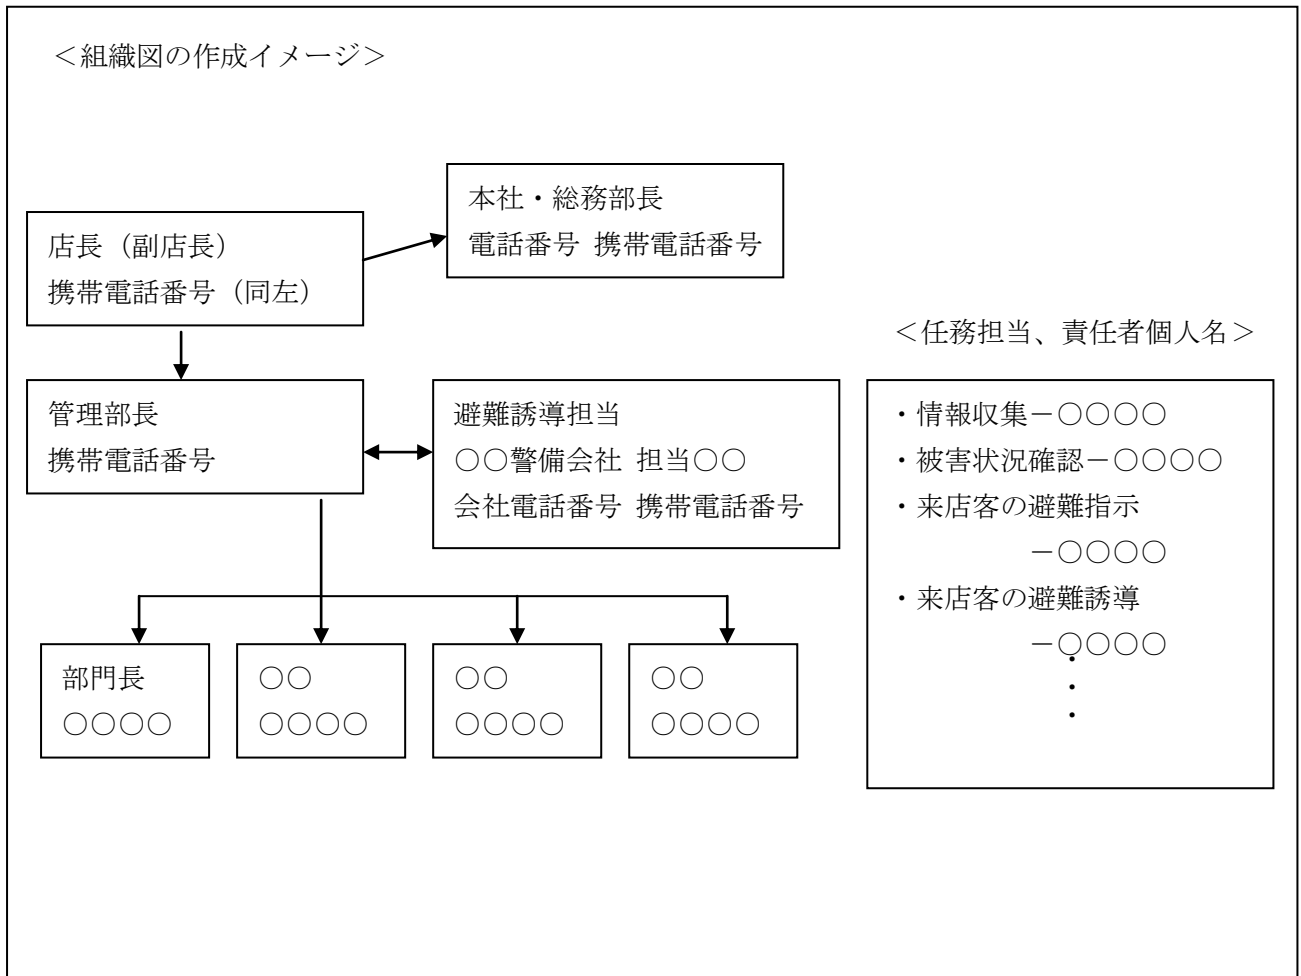 <組織図の作成イメージ>
本社・総務部長
電話番号 携帯電話番号
店長(副店長)
携帯電話番号(同左)
<任務担当、責任者個人名>
管理部長
携帯電話番号
避難誘導担当
○○警備会社 担当○○
会社電話番号 携帯電話番号
・情報収集-○○○○
・被害状況確認-○○○○
・来店客の避難指示
-○○○○
・来店客の避難誘導
-○○○○
・
・
・
部門長
○○○○
○○
○○○○
○○
○○○○
○○
○○○○